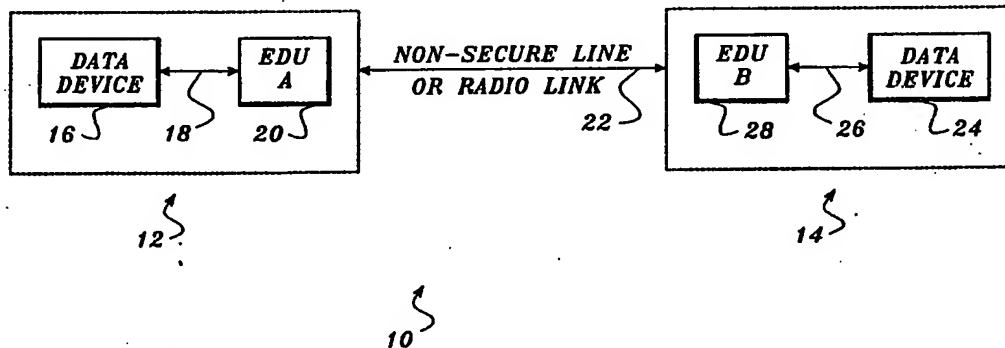 DATA DEVICE
EDU A
NON-SECURE LINE
OR RADIO LINK
EDU B
DATA DEVICE
16
18
20
22
28
26
24
12
14
10